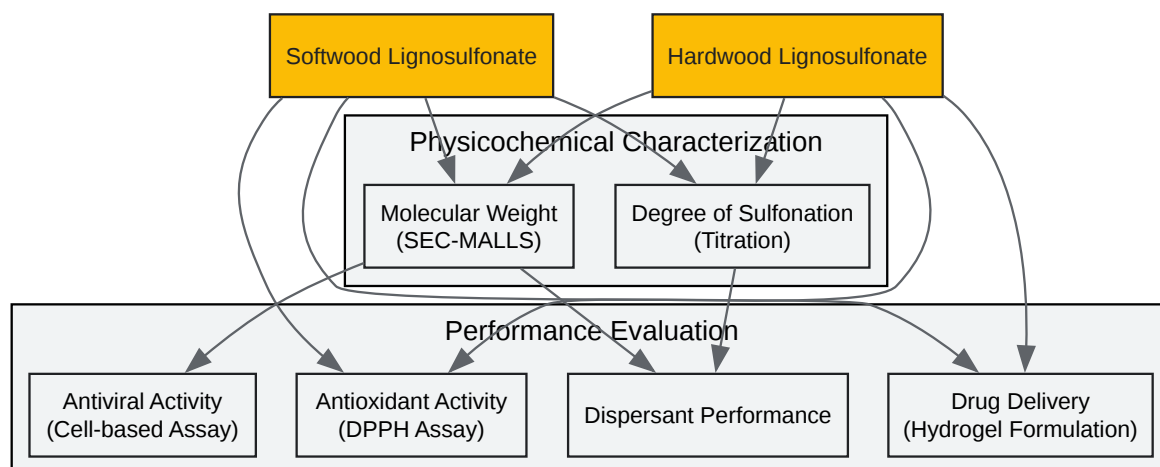 Softwood Lignosulfonate
Hardwood Lignosulfonate
Physicochemical Characterization
Molecular Weight
(SEC-MALLS)
Degree of Sulfonation
(Titration)
Performance Evaluation
Antiviral Activity
(Cell-based Assay)
Antioxidant Activity
(DPPH Assay)
Dispersant Performance
Drug Delivery
(Hydrogel Formulation)